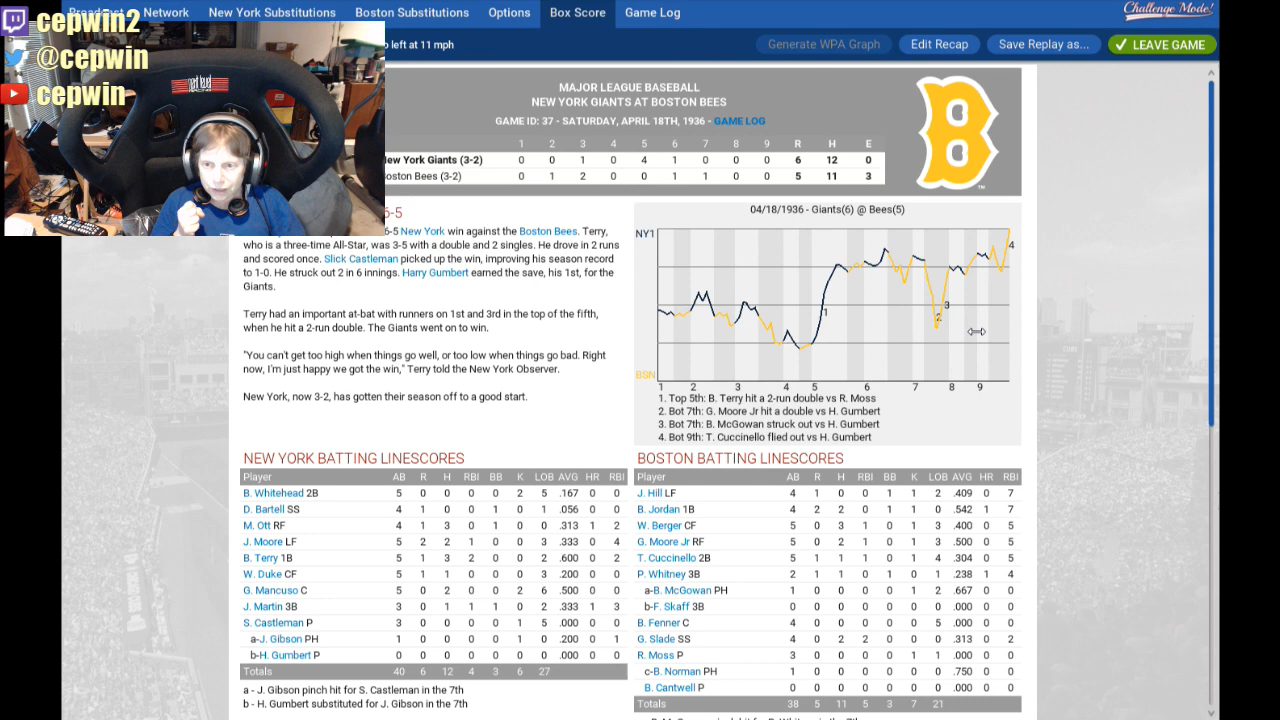 cepwin2
@cepwin
cepwin
Network New York Substitutions Boston Substitutions Options Box Score Game Log
Challenge Mode!
left at 11 mph
Generate WPA Graph Edit Recap Save Replay as... ✓ LEAVE GAME
MAJOR LEAGUE BASEBALL
NEW YORK GIANTS AT BOSTON BEES
GAME ID: 37 - SATURDAY, APRIL 18TH, 1936 - GAME LOG
1 2 3 4 5 6 7 8 9 R H E
New York Giants (3-2) 0 0 1 0 4 1 0 0 0 6 12 0
Boston Bees (3-2) 0 1 2 0 0 1 1 0 0 5 11 3
B
6-5
6-5 New York win against the Boston Bees. Terry,
who is a three-time All-Star, was 3-5 with a double and 2 singles. He drove in 2 runs
and scored once. Slick Castleman picked up the win, improving his season record
to 1-0. He struck out 2 in 6 innings. Harry Gumbert earned the save, his 1st, for the
Giants.
Terry had an important at-bat with runners on 1st and 3rd in the top of the fifth,
when he hit a 2-run double. The Giants went on to win.
"You can't get too high when things go well, or too low when things go bad. Right
now, I'm just happy we got the win," Terry told the New York Observer.
New York, now 3-2, has gotten their season off to a good start.
04/18/1936 - Giants(6) @ Bees(5)
NY1
4
1
3
2
BSN
1 2 3 4 5 6 7 8 9
1. Top 5th: B. Terry hit a 2-run double vs R. Moss
2. Bot 7th: G. Moore Jr hit a double vs H. Gumbert
3. Bot 7th: B. McGowan struck out vs H. Gumbert
4. Bot 9th: T. Cuccinello flied out vs H. Gumbert
NEW YORK BATTING LINESCORES
Player AB R H RBI BB K LOB AVG HR RBI
B. Whitehead 2B 5 0 0 0 0 2 5 .167 0 0
D. Bartell SS 4 1 0 0 1 0 1 .056 0 0
M. Ott RF 4 1 3 0 1 0 0 .313 1 2
J. Moore LF 5 2 2 1 0 0 3 .333 0 4
B. Terry 1B 5 1 3 2 0 0 2 .600 0 2
W. Duke CF 5 1 1 0 0 0 3 .200 0 0
G. Mancuso C 5 0 2 0 0 2 6 .500 0 0
J. Martin 3B 3 0 1 1 1 0 2 .333 1 3
S. Castleman P 3 0 0 0 0 1 5 .000 0 0
a-J. Gibson PH 1 0 0 0 0 1 0 .200 0 1
b-H. Gumbert P 0 0 0 0 0 0 0 .000 0 0
Totals 40 6 12 4 3 6 27
a - J. Gibson pinch hit for S. Castleman in the 7th
b - H. Gumbert substituted for J. Gibson in the 7th
BOSTON BATTING LINESCORES
Player AB R H RBI BB K LOB AVG HR RBI
J. Hill LF 4 1 0 0 1 1 2 .409 0 7
B. Jordan 1B 4 2 2 0 1 1 0 .542 1 7
W. Berger CF 5 0 3 1 0 1 3 .400 0 5
G. Moore Jr RF 5 0 2 1 0 1 3 .500 0 5
T. Cuccinello 2B 5 1 1 1 0 1 4 .304 0 5
P. Whitney 3B 2 1 1 0 1 0 1 .238 1 4
a-B. McGowan PH 1 0 0 0 0 1 2 .667 0 0
b-F. Skaff 3B 0 0 0 0 0 0 0 .000 0 0
B. Fenner C 4 0 0 0 0 0 5 .000 0 0
G. Slade SS 4 0 2 2 0 0 0 .313 0 2
R. Moss P 3 0 0 0 0 1 1 .000 0 0
c-B. Norman PH 1 0 0 0 0 0 0 .750 0 0
B. Cantwell P 0 0 0 0 0 0 0 .000 0 0
Totals 38 5 11 5 3 7 21